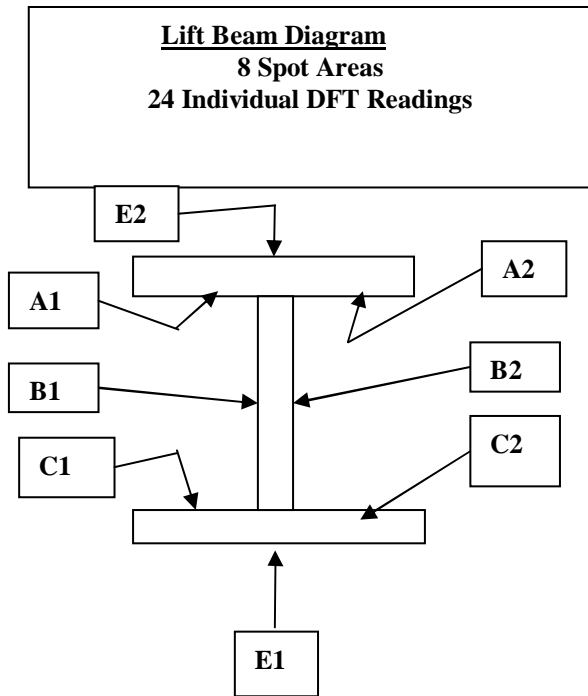 Lift Beam Diagram
8 Spot Areas
24 Individual DFT Readings
E2
A1
A2
B1
B2
C1
C2
E1